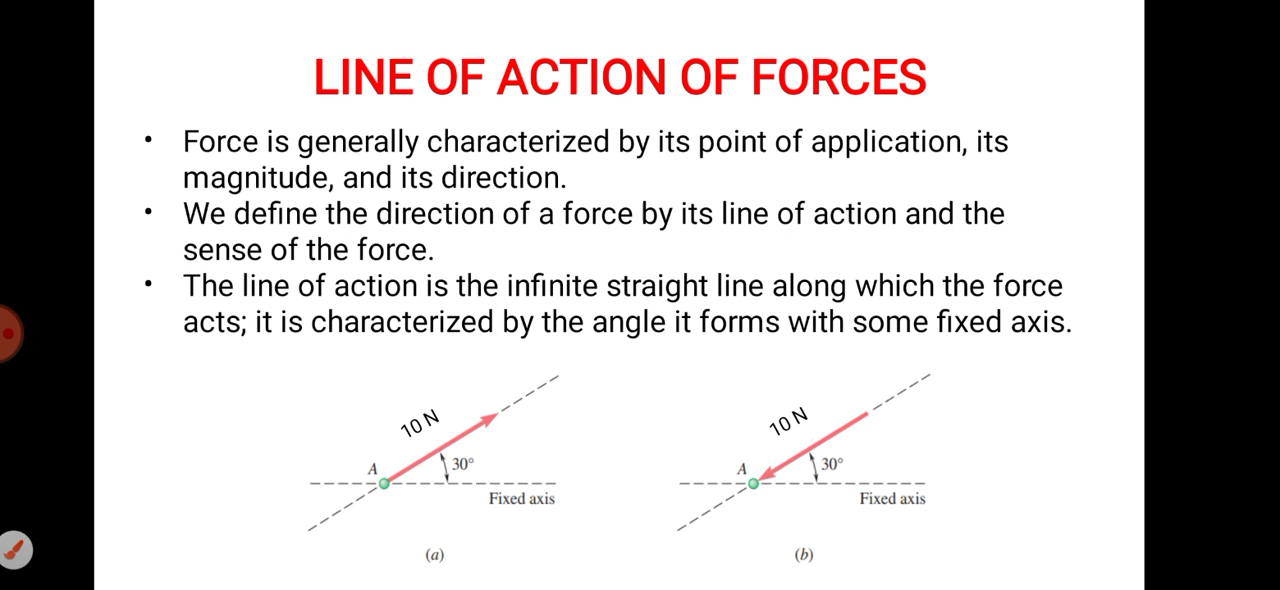 LINE OF ACTION OF FORCES
• Force is generally characterized by its point of application, its
magnitude, and its direction.
• We define the direction of a force by its line of action and the
sense of the force.
• The line of action is the infinite straight line along which the force
acts; it is characterized by the angle it forms with some fixed axis.
10 N
A
30°
Fixed axis
(a)
10 N
A
30°
Fixed axis
(b)